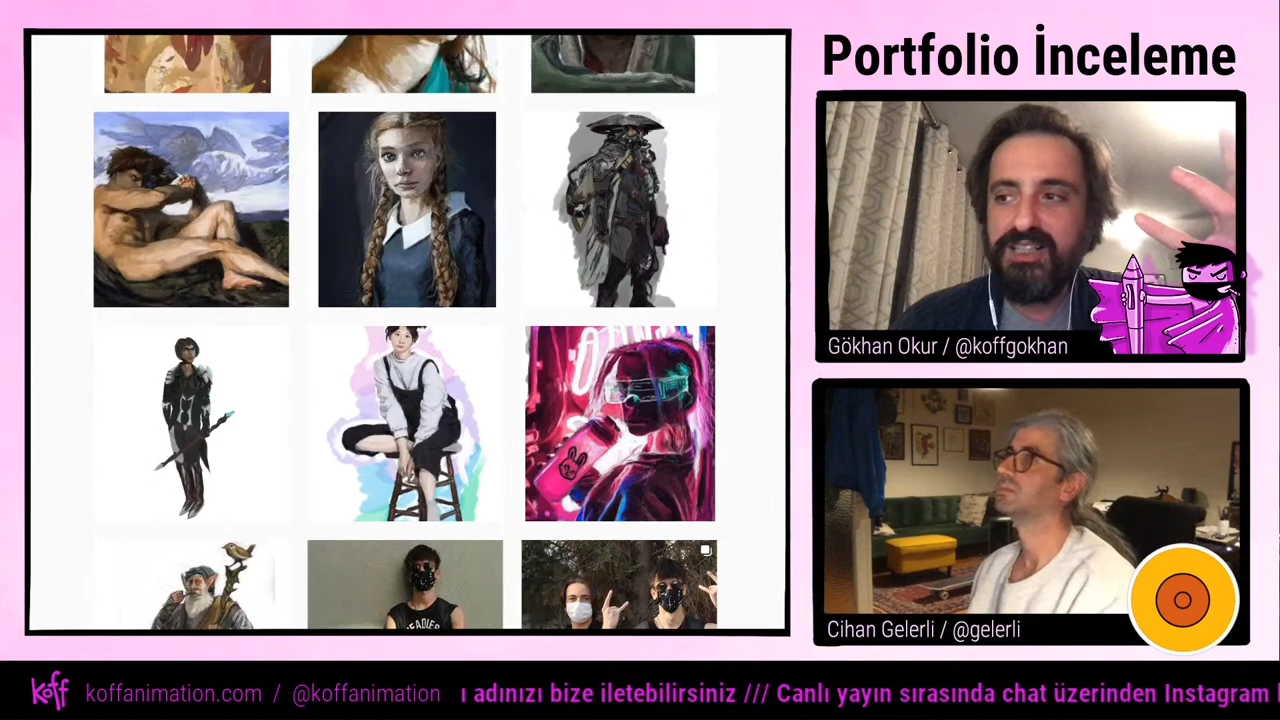 Portfolio İnceleme
Gökhan Okur / @koffgokhan
Cihan Gelerli / @gelerli
koff koffanimation.com / @koffanimation ı adınızı bize iletebilirsiniz /// Canlı yayın sırasında chat üzerinden Instagram